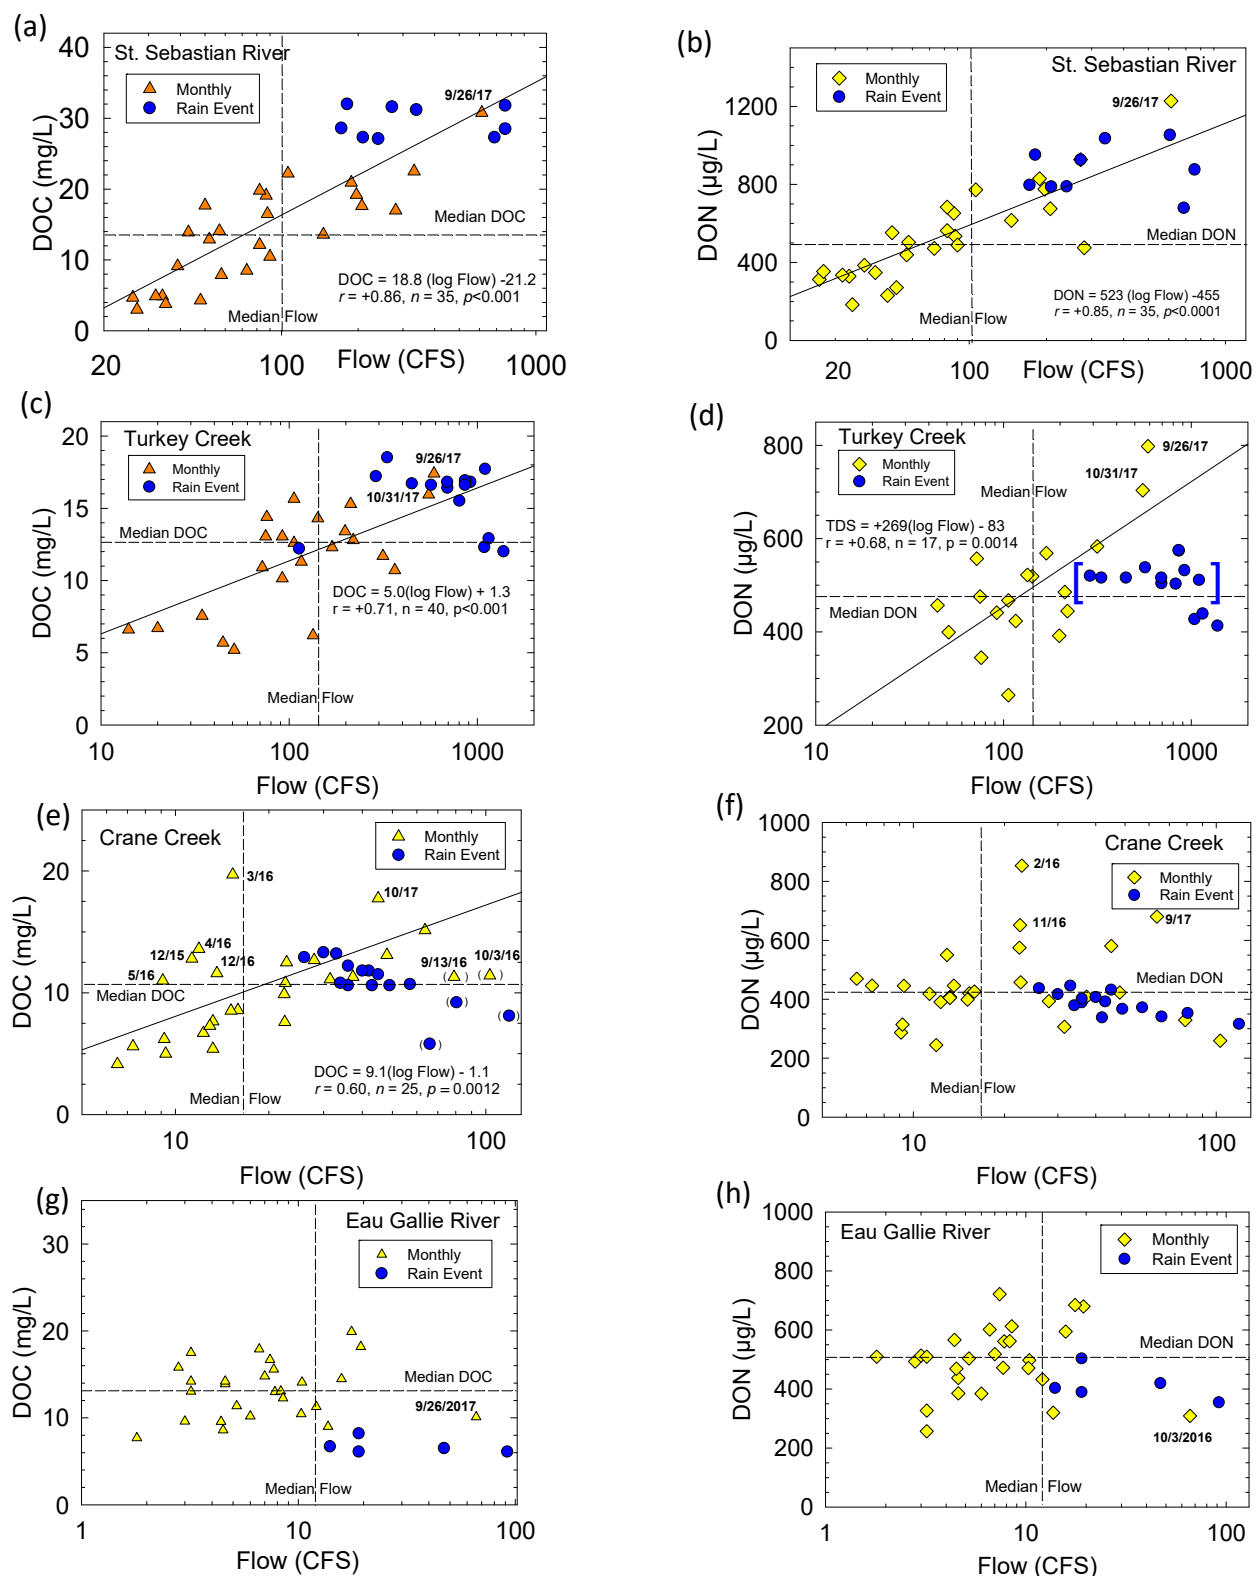 (a)
St. Sebastian River
Monthly
Rain Event
9/26/17
Median DOC
DOC = 18.8 (log Flow) -21.2
r = +0.86, n = 35, p<0.001
Median Flow
DOC (mg/L)
40
30
20
10
0
20
100
1000
Flow (CFS)
(b)
St. Sebastian River
Monthly
Rain Event
9/26/17
Median DON
DON = 523 (log Flow) -455
r = +0.85, n = 35, p<0.0001
Median Flow
DON (µg/L)
1200
800
400
0
20
100
1000
Flow (CFS)
(c)
Turkey Creek
Monthly
Rain Event
9/26/17
10/31/17
Median DOC
DOC = 5.0(log Flow) + 1.3
r = +0.71, n = 40, p<0.001
Median Flow
DOC (mg/L)
20
15
10
5
0
10
100
1000
Flow (CFS)
(d)
Turkey Creek
Monthly
Rain Event
9/26/17
10/31/17
Median Flow
TDS = +269(log Flow) - 83
r = +0.68, n = 17, p = 0.0014
Median DON
DON (µg/L)
800
600
400
200
10
100
1000
Flow (CFS)
(e)
Crane Creek
Monthly
Rain Event
3/16
10/17
4/16
12/15
12/16
5/16
9/13/16
10/3/16
( )
( )
( )
( )
( )
Median DOC
DOC = 9.1(log Flow) - 1.1
r = 0.60, n = 25, p = 0.0012
Median Flow
DOC (mg/L)
20
10
0
10
100
Flow (CFS)
(f)
Crane Creek
Monthly
Rain Event
2/16
11/16
9/17
Median DON
Median Flow
DON (µg/L)
1000
800
600
400
200
0
10
100
Flow (CFS)
(g)
Eau Gallie River
Monthly
Rain Event
Median DOC
9/26/2017
Median Flow
DOC (mg/L)
30
20
10
0
1
10
100
Flow (CFS)
(h)
Eau Gallie River
Monthly
Rain Event
Median DON
10/3/2016
Median Flow
DON (µg/L)
1000
800
600
400
200
0
1
10
100
Flow (CFS)